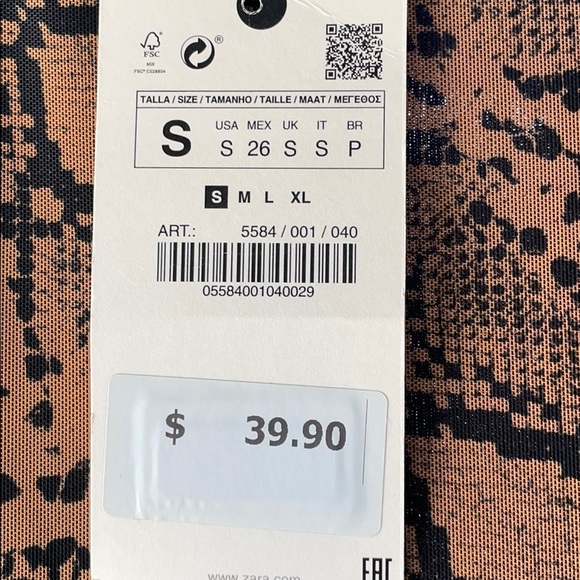 FSC
MIX
TALLA / SIZE / TAMANHO / TAILLE / MAAT / ΜΕΓΕΘΟΣ
S
USA MEX UK IT BR
S 26 S S P
S M L XL
ART.: 5584 / 001 / 040
05584001040029
$ 39.90
www.zara.com
EAC